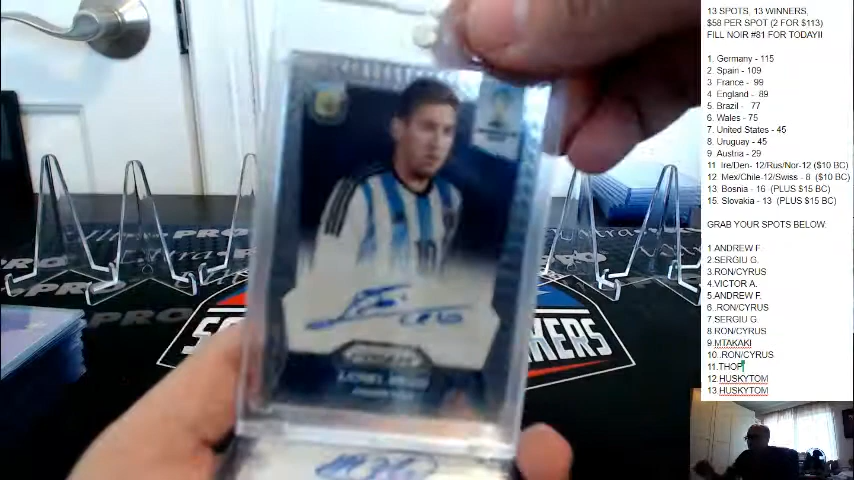 13 SPOTS, 13 WINNERS,
$58 PER SPOT (2 FOR $113)
FILL NOIR #81 FOR TODAY!!
1. Germany - 115
2. Spain - 109
3. France - 99
4 England - 89
5. Brazil - 77
6. Wales - 75
7. United States - 45
8. Uruguay - 45
9 Austria - 29
11 Ire/Den- 12/Rus/Nor-12 ($10 BC)
12. Mex/Chile-12/Swiss - 8 ($10 BC)
13 Bosnia - 16 (PLUS $15 BC)
15. Slovakia - 13 (PLUS $15 BC)
GRAB YOUR SPOTS BELOW:
1 ANDREW F
2.SERGIU G.
3.RON/CYRUS
4.VICTOR A.
5.ANDREW F.
6 .RON/CYRUS
7.SERGIU G.
8 RON/CYRUS
9.MTAKAKI
10 .RON/CYRUS
11.THOP
12.HUSKYTOM
13 HUSKYTOM
PRIZM
PRO
PRO